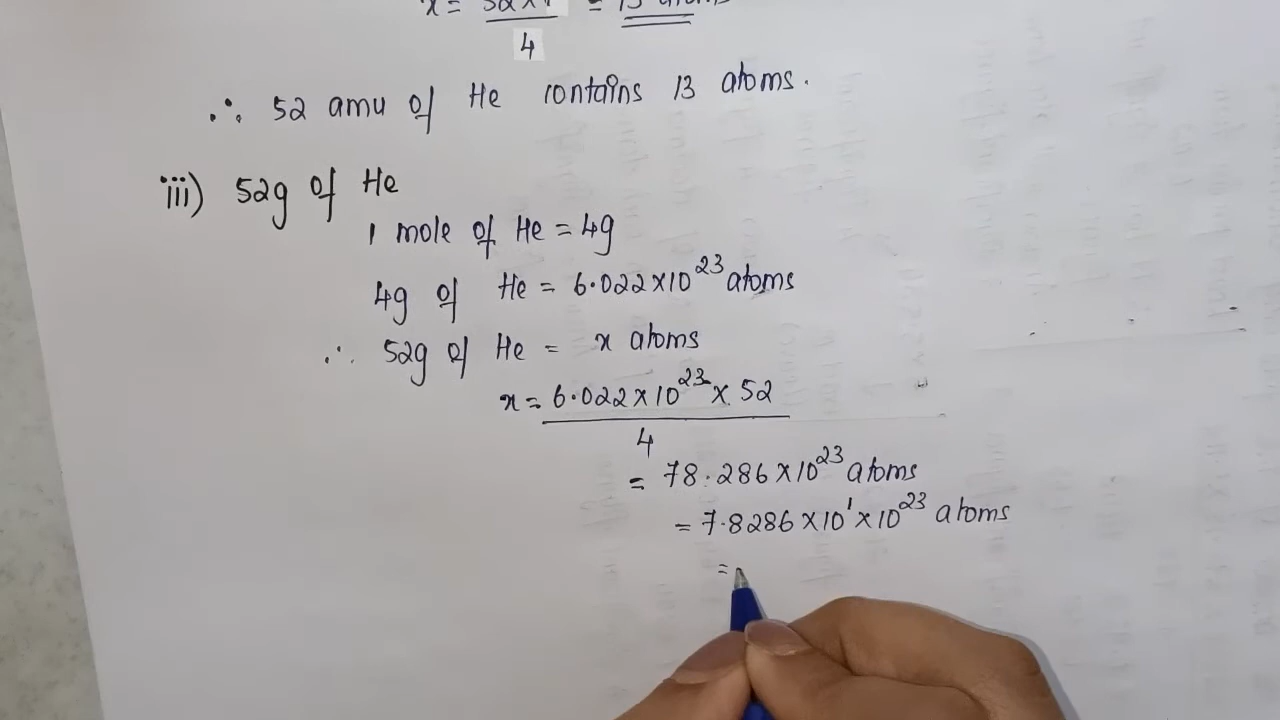 x =
4
∴ 52 amu of He contains 13 atoms.
iii) 52g of He
1 mole of He = 4g
4g of He = 6.022×10²³ atoms
∴ 52g of He = x atoms
x = 6.022×10²³ × 52
4
= 78.286×10²³ atoms
= 7.8286×10¹×10²³ atoms
=